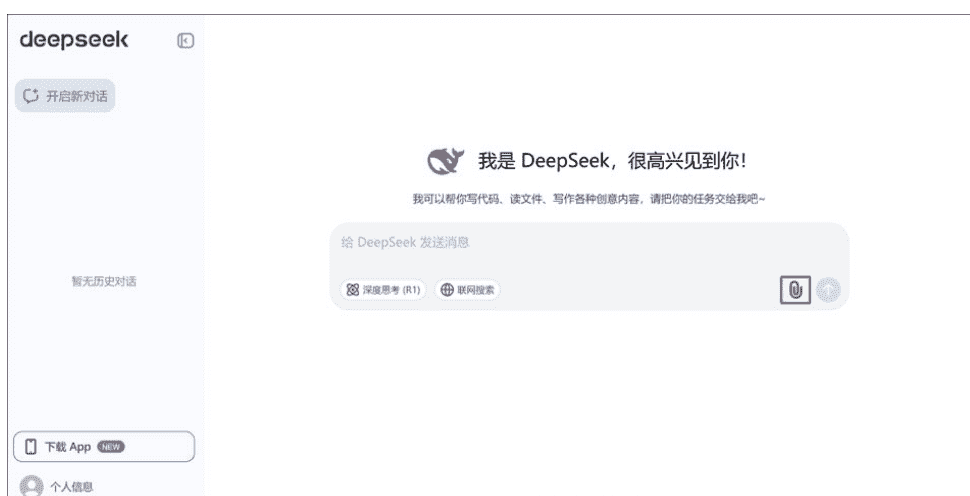 deepseek
开启新对话
我是 DeepSeek，很高兴见到你！
我可以帮你写代码、读文件、写作各种创意内容，请把你的任务交给我吧~
给 DeepSeek 发送消息
深度思考 (R1)
联网搜索
暂无历史对话
下载 App NEW
个人信息